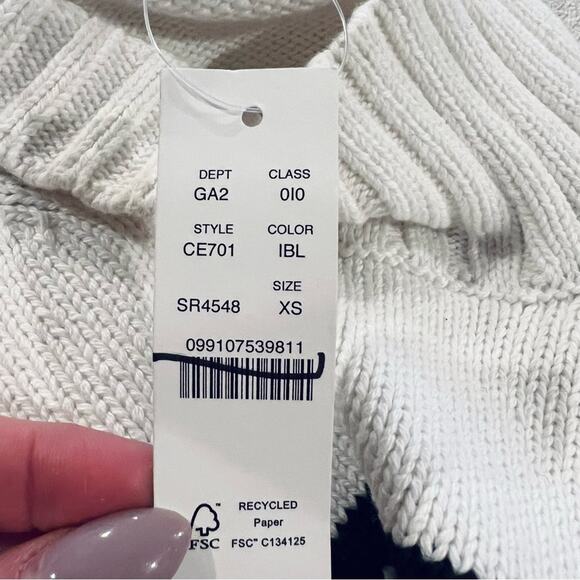 DEPT CLASS
GA2 0I0
STYLE COLOR
CE701 IBL
SIZE
SR4548 XS
099107539811
RECYCLED
Paper
FSC FSC™ C134125